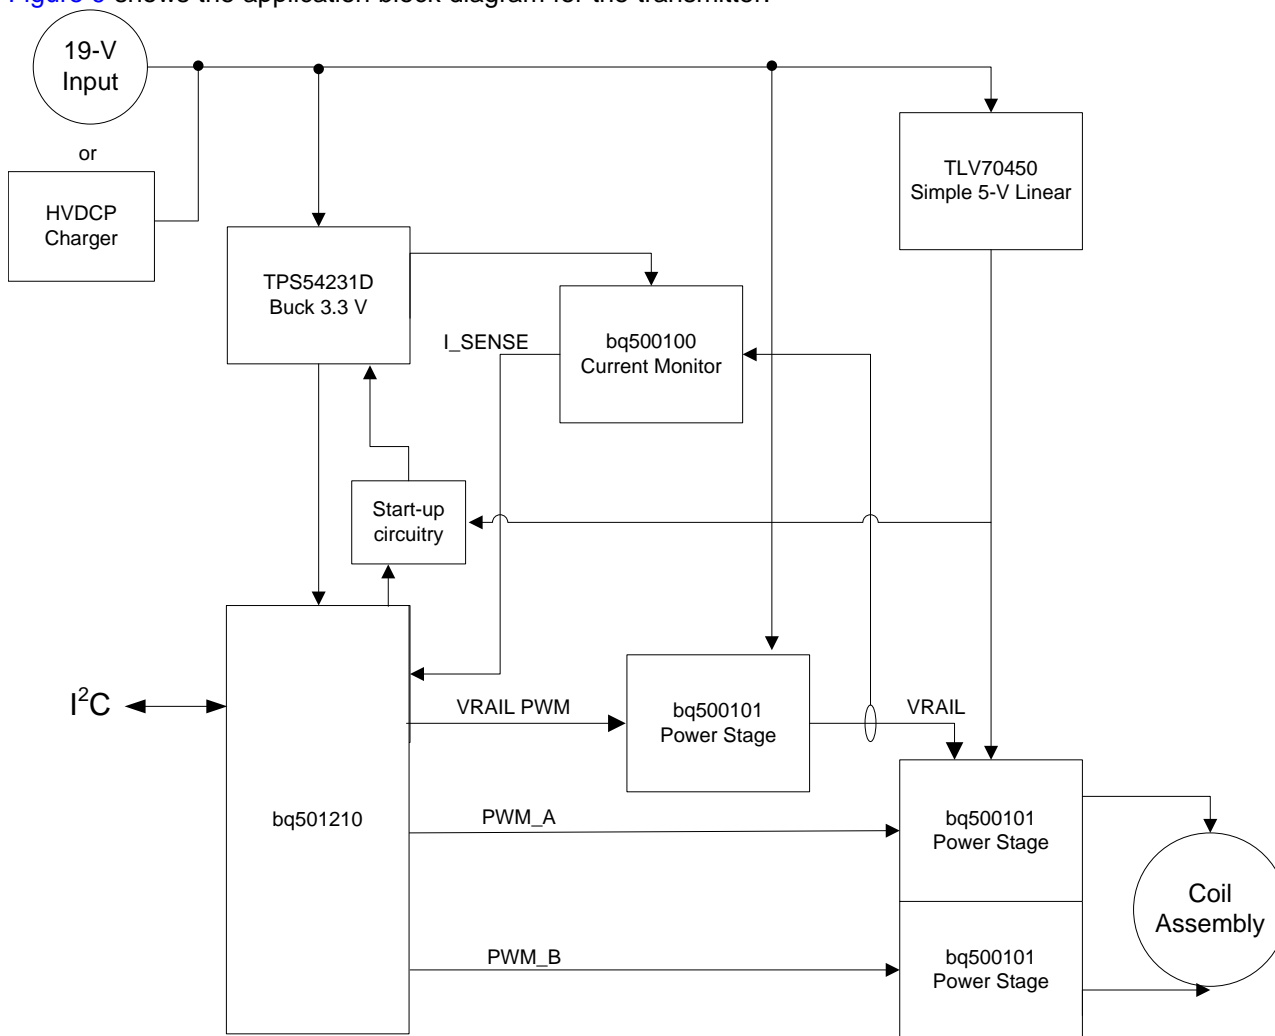 Figure shows the application block diagram for the transmitter.
19-V
Input
or
HVDCP
Charger
TLV70450
Simple 5-V Linear
TPS54231D
Buck 3.3 V
I_SENSE
bq500100
Current Monitor
Start-up
circuitry
I²C
VRAIL PWM
bq500101
Power Stage
VRAIL
bq501210
PWM_A
bq500101
Power Stage
Coil
Assembly
PWM_B
bq500101
Power Stage